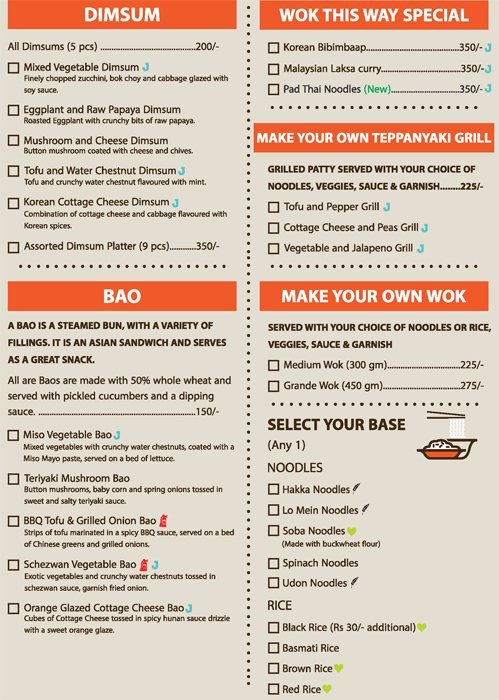 DIMSUM
All Dimsums (5 pcs) ........................................200/-
Mixed Vegetable Dimsum J
Finely chopped zucchini, bok choy and cabbage glazed with
soy sauce.
Eggplant and Raw Papaya Dimsum
Roasted Eggplant with crunchy bits of raw papaya.
Mushroom and Cheese Dimsum
Button mushroom coated with cheese and chives.
Tofu and Water Chestnut Dimsum J
Tofu and crunchy water chestnut flavoured with mint.
Korean Cottage Cheese Dimsum J
Combination of cottage cheese and cabbage flavoured with
Korean spices.
Assorted Dimsum Platter (9 pcs)............350/-
BAO
A BAO IS A STEAMED BUN, WITH A VARIETY OF
FILLINGS. IT IS AN ASIAN SANDWICH AND SERVES
AS A GREAT SNACK.
All are Baos are made with 50% whole wheat and
served with pickled cucumbers and a dipping
sauce. ..................................................................150/-
Miso Vegetable Bao J
Mixed vegetables with crunchy water chestnuts, coated with a
Miso Mayo paste, served on a bed of lettuce.
Teriyaki Mushroom Bao
Button mushrooms, baby corn and spring onions tossed in
sweet and salty teriyaki sauce.
BBQ Tofu & Grilled Onion Bao
Strips of tofu marinated in a spicy BBQ sauce, served on a bed
of Chinese greens and grilled onions.
Schezwan Vegetable Bao J
Exotic vegetables and crunchy water chestnuts tossed in
schezwan sauce, garnish fried onion.
Orange Glazed Cottage Cheese Bao J
Cubes of Cottage Cheese tossed in spicy hunan sauce drizzle
with a sweet orange glaze.
WOK THIS WAY SPECIAL
Korean Bibimbaap.......................................350/- J
Malaysian Laksa curry.................................350/- J
Pad Thai Noodles (New).............................350/- J
MAKE YOUR OWN TEPPANYAKI GRILL
GRILLED PATTY SERVED WITH YOUR CHOICE OF
NOODLES, VEGGIES, SAUCE & GARNISH........225/-
Tofu and Pepper Grill J
Cottage Cheese and Peas Grill J
Vegetable and Jalapeno Grill J
MAKE YOUR OWN WOK
SERVED WITH YOUR CHOICE OF NOODLES OR RICE,
VEGGIES, SAUCE & GARNISH
Medium Wok (300 gm)...............................225/-
Grande Wok (450 gm)................................275/-
SELECT YOUR BASE
(Any 1)
NOODLES
Hakka Noodles
Lo Mein Noodles
Soba Noodles
(Made with buckwheat flour)
Spinach Noodles
Udon Noodles
RICE
Black Rice (Rs 30/- additional)
Basmati Rice
Brown Rice
Red Rice